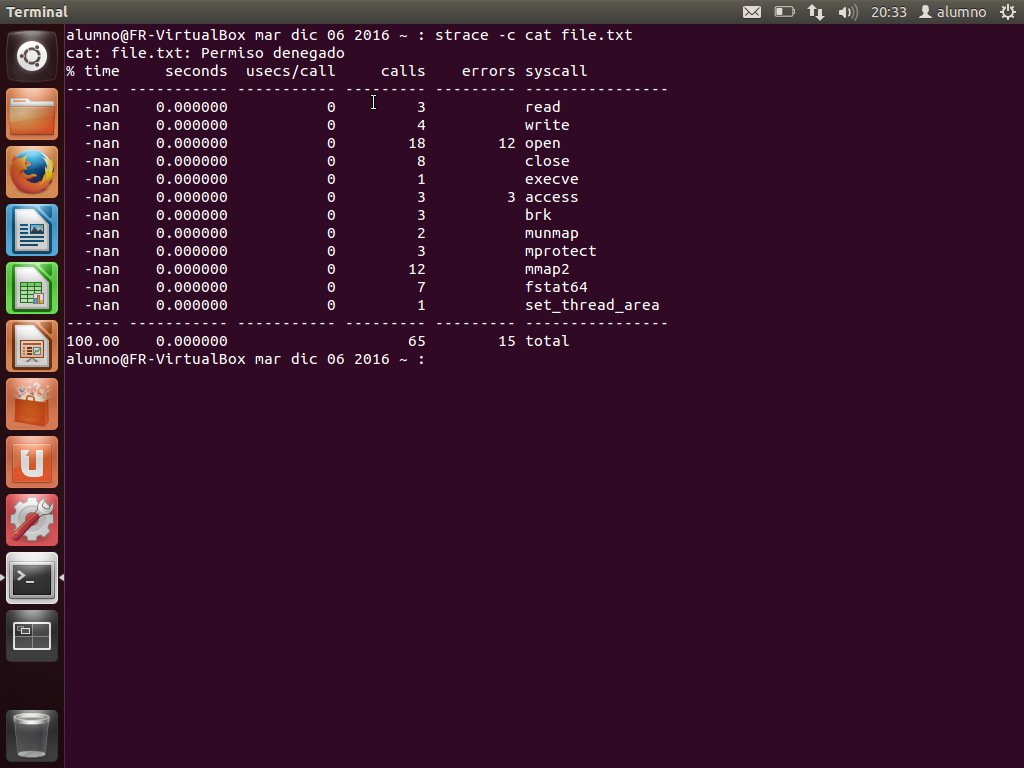 Terminal
20:33 alumno
alumno@FR-VirtualBox mar dic 06 2016 ~ : strace -c cat file.txt
cat: file.txt: Permiso denegado
% time     seconds  usecs/call     calls    errors syscall
------ ----------- ----------- --------- --------- ----------------
  -nan    0.000000           0         3           read
  -nan    0.000000           0         4           write
  -nan    0.000000           0        18        12 open
  -nan    0.000000           0         8           close
  -nan    0.000000           0         1           execve
  -nan    0.000000           0         3         3 access
  -nan    0.000000           0         3           brk
  -nan    0.000000           0         2           munmap
  -nan    0.000000           0         3           mprotect
  -nan    0.000000           0        12           mmap2
  -nan    0.000000           0         7           fstat64
  -nan    0.000000           0         1           set_thread_area
------ ----------- ----------- --------- --------- ----------------
100.00    0.000000                    65        15 total
alumno@FR-VirtualBox mar dic 06 2016 ~ :